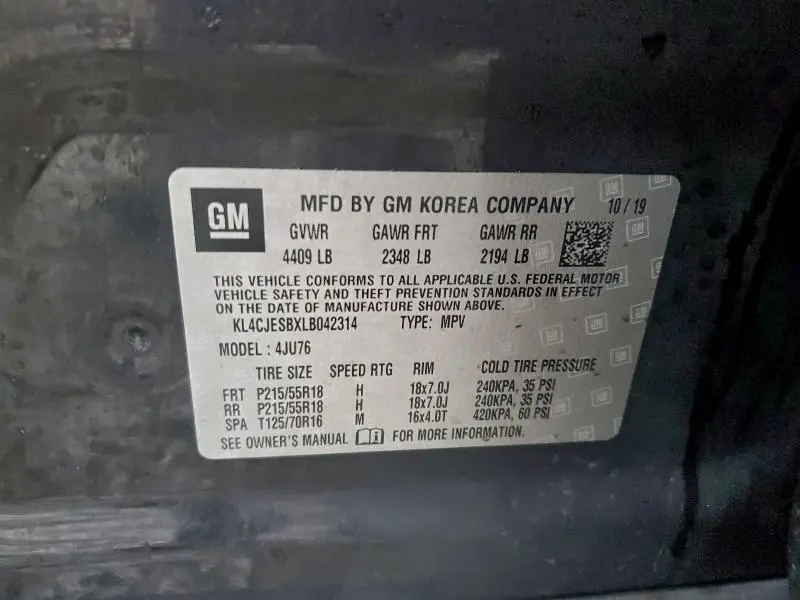 GM MFD BY GM KOREA COMPANY 10 / 19
GVWR GAWR FRT GAWR RR
4409 LB 2348 LB 2194 LB
THIS VEHICLE CONFORMS TO ALL APPLICABLE U.S. FEDERAL MOTOR
VEHICLE SAFETY AND THEFT PREVENTION STANDARDS IN EFFECT
ON THE DATE OF MANUFACTURE SHOWN ABOVE.
KL4CJESBXLB042314 TYPE: MPV
MODEL : 4JU76
TIRE SIZE SPEED RTG RIM COLD TIRE PRESSURE
FRT P215/55R18 H 18x7.0J 240KPA, 35 PSI
RR P215/55R18 H 18x7.0J 240KPA, 35 PSI
SPA T125/70R16 M 16x4.0T 420KPA, 60 PSI
SEE OWNER'S MANUAL FOR MORE INFORMATION.